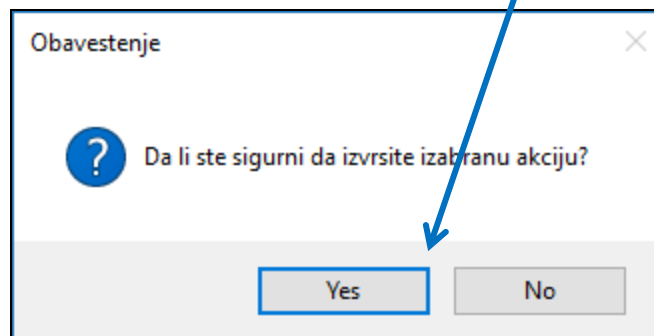 Obavestenje
Da li ste sigurni da izvrsite izabranu akciju?
Yes No